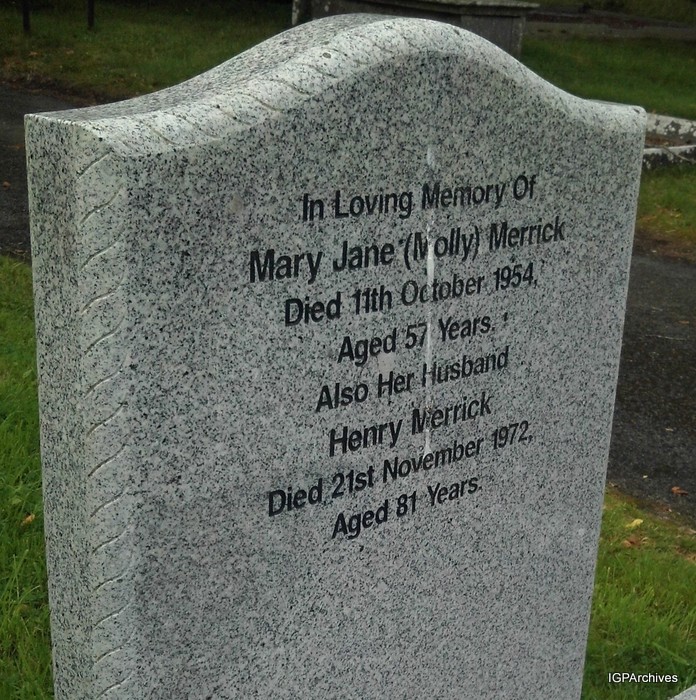 In Loving Memory Of
Mary Jane (Molly) Merrick
Died 11th October 1954,
Aged 57 Years.
Also Her Husband
Henry Merrick
Died 21st November 1972,
Aged 81 Years.
IGPArchives